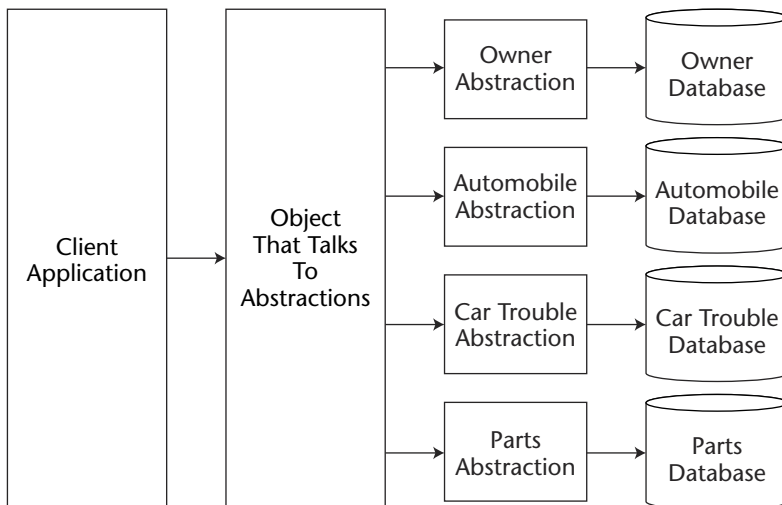 Client
Application
Object
That Talks
To
Abstractions
Owner
Abstraction
Owner
Database
Automobile
Abstraction
Automobile
Database
Car Trouble
Abstraction
Car Trouble
Database
Parts
Abstraction
Parts
Database